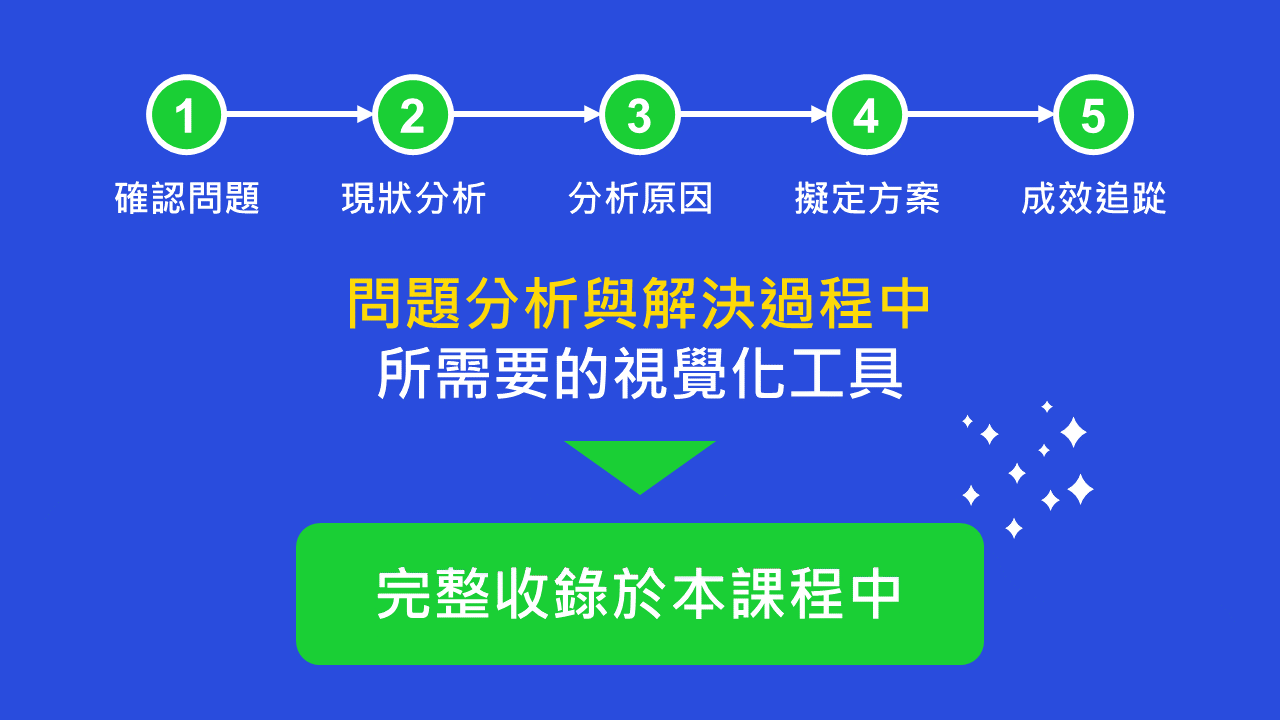 1 2 3 4 5
確認問題 現狀分析 分析原因 擬定方案 成效追蹤
問題分析與解決過程中
所需要的視覺化工具
完整收錄於本課程中